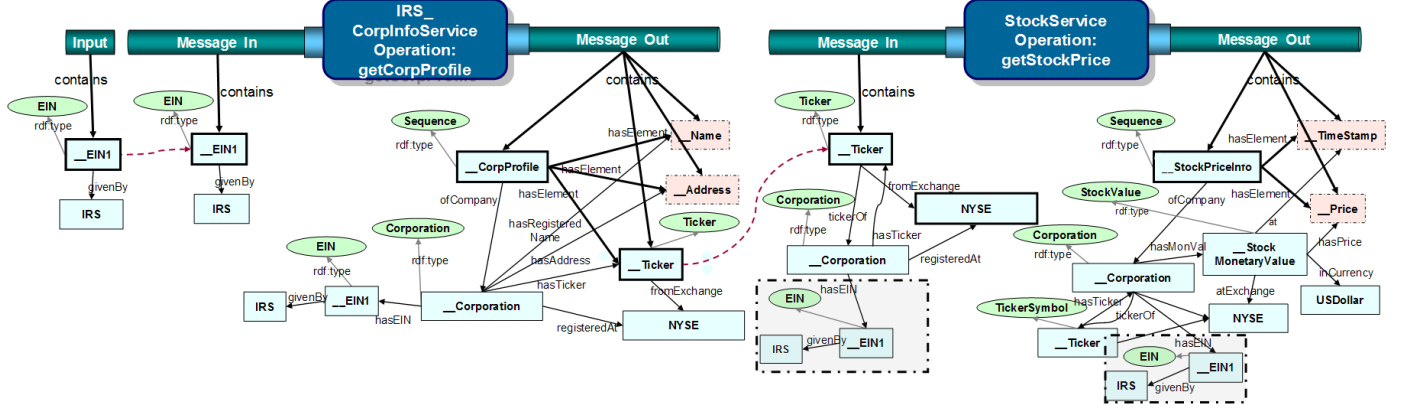 IRS_
CorpInfoService
Operation:
getCorpProfile
StockService
Operation:
getStockPrice
Input
Message In
Message Out
Message In
Message Out
contains
contains
contains
contains
contains
EIN
rdf:type
__EIN1
givenBy
IRS
EIN
rdf:type
__EIN1
givenBy
IRS
Sequence
rdf:type
__CorpProfile
hasElement
hasElement
hasElement
__Name
__Address
ofCompany
Corporation
rdf:type
hasRegistered
Name
hasAddress
hasTicker
Ticker
rdf:type
__Ticker
fromExchange
EIN
rdf:type
IRS
givenBy
__EIN1
hasEIN
__Corporation
registeredAt
NYSE
Ticker
rdf:type
__Ticker
fromExchange
NYSE
Corporation
rdf:type
tickerOf
hasTicker
__Corporation
registeredAt
hasEIN
EIN
IRS
givenBy
__EIN1
Sequence
rdf:type
__StockPriceInfo
hasElement
hasElement
__TimeStamp
__Price
StockValue
rdf:type
ofCompany
at
Corporation
rdf:type
hasMonVal
__Stock
MonetaryValue
hasPrice
inCurrency
USDollar
__Corporation
hasTicker
tickerOf
atExchange
TickerSymbol
NYSE
__Ticker
hasEIN
EIN
__EIN1
IRS
givenBy